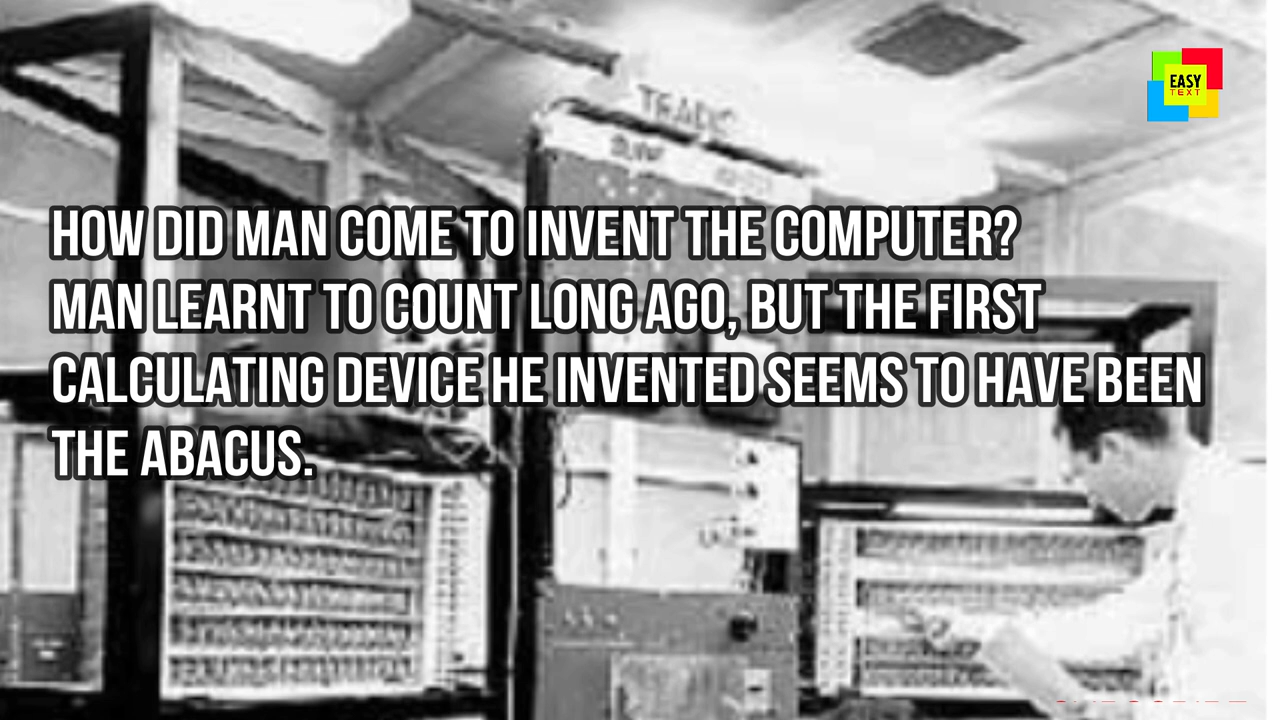 EASY
TEXT
TRADIC
HOW DID MAN COME TO INVENT THE COMPUTER?
MAN LEARNT TO COUNT LONG AGO, BUT THE FIRST
CALCULATING DEVICE HE INVENTED SEEMS TO HAVE BEEN
THE ABACUS.